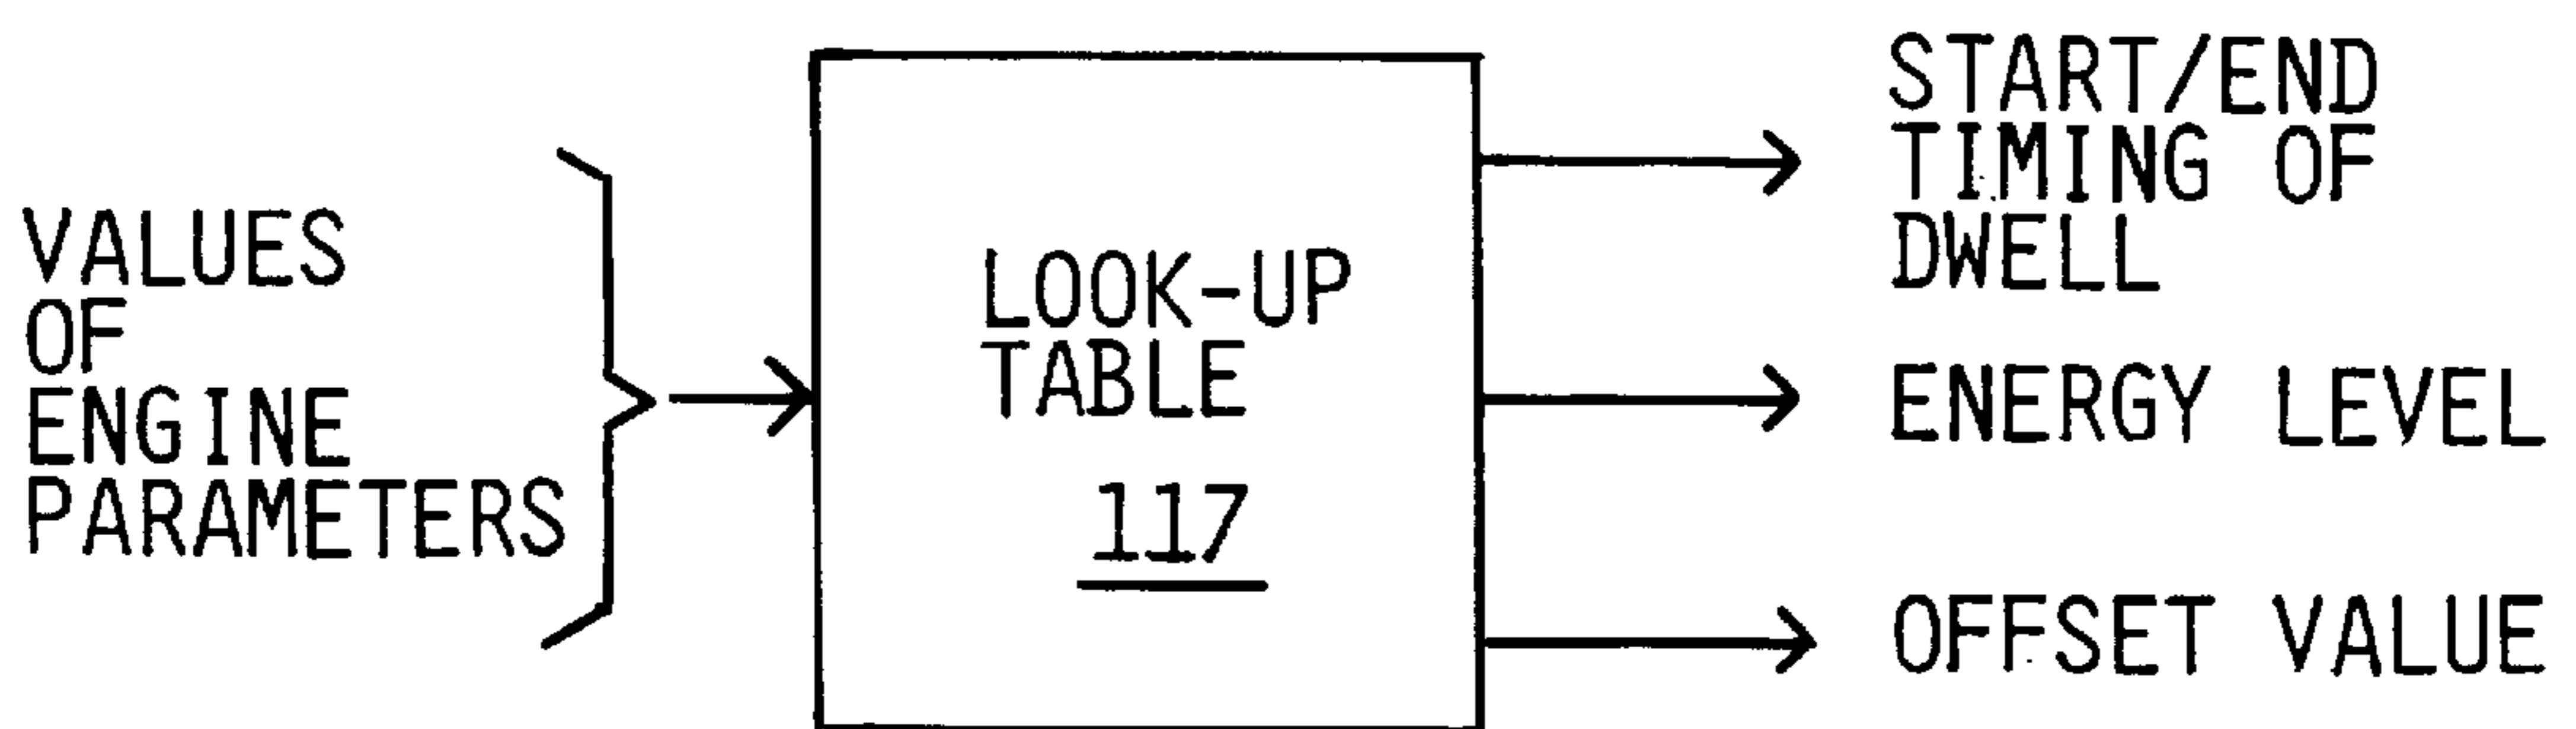 VALUES
OF
ENGINE
PARAMETERS
LOOK-UP
TABLE
117
START/END
TIMING OF
DWELL
ENERGY LEVEL
OFFSET VALUE